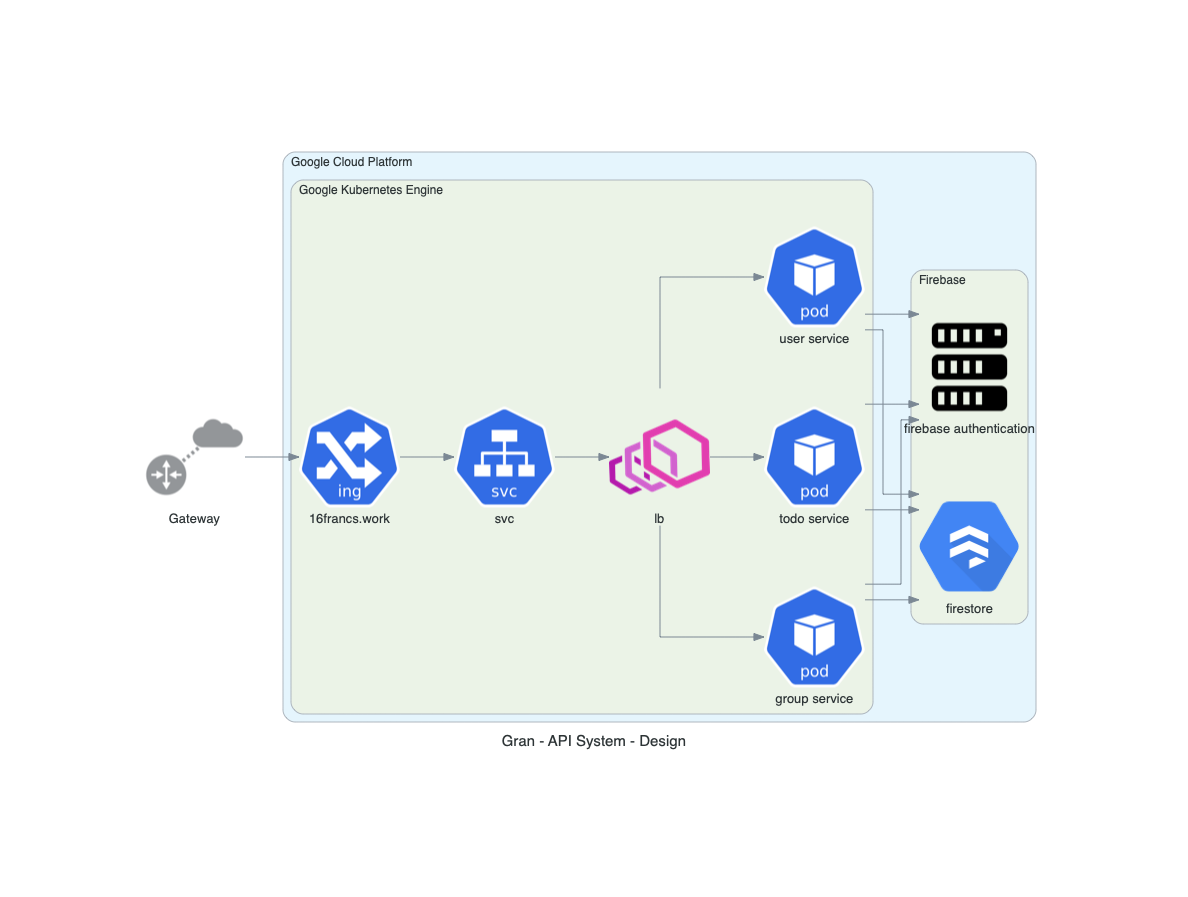 Google Cloud Platform
Google Kubernetes Engine
Firebase
pod
user service
firebase authentication
Gateway
ing
16francs.work
svc
svc
lb
pod
todo service
firestore
pod
group service
Gran - API System - Design